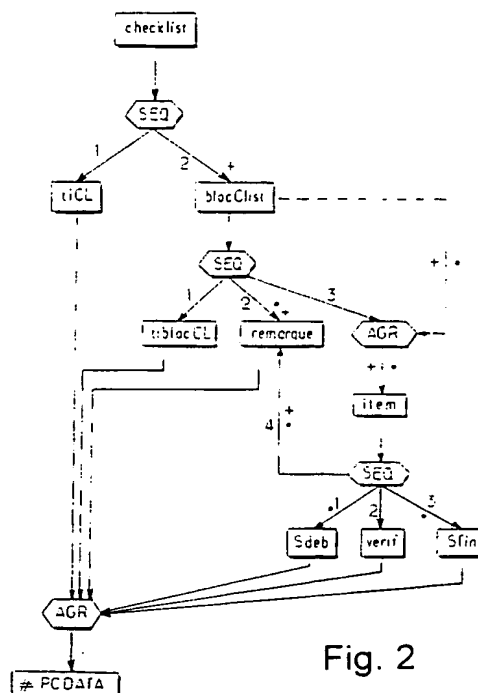 checklist
SEQ
1 2 +
tiCL blocClist
SEQ
+ •
1 2 • + 3
tiblocCL remarque AGR
+ •
item
4 + •
SEQ
• 1 2 • 3
Sdeb verif Sfin
AGR
# PCDATA
Fig. 2